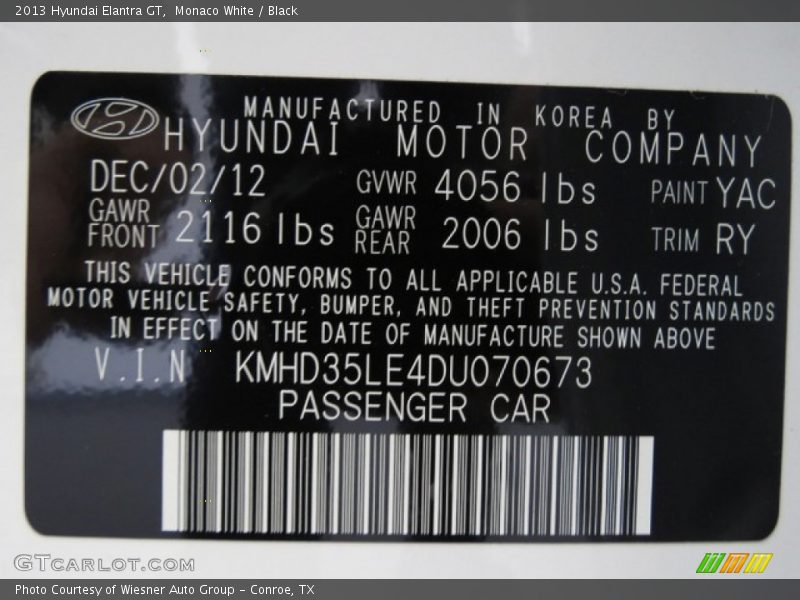 2013 Hyundai Elantra GT,  Monaco White / Black
MANUFACTURED IN KOREA BY
HYUNDAI MOTOR COMPANY
DEC/02/12 GVWR 4056 lbs PAINT YAC
GAWR FRONT 2116 lbs GAWR REAR 2006 lbs TRIM RY
THIS VEHICLE CONFORMS TO ALL APPLICABLE U.S.A. FEDERAL
MOTOR VEHICLE SAFETY, BUMPER, AND THEFT PREVENTION STANDARDS
IN EFFECT ON THE DATE OF MANUFACTURE SHOWN ABOVE
V.I.N KMHD35LE4DU070673
PASSENGER CAR
GTCARLOT.COM
Photo Courtesy of Wiesner Auto Group - Conroe, TX